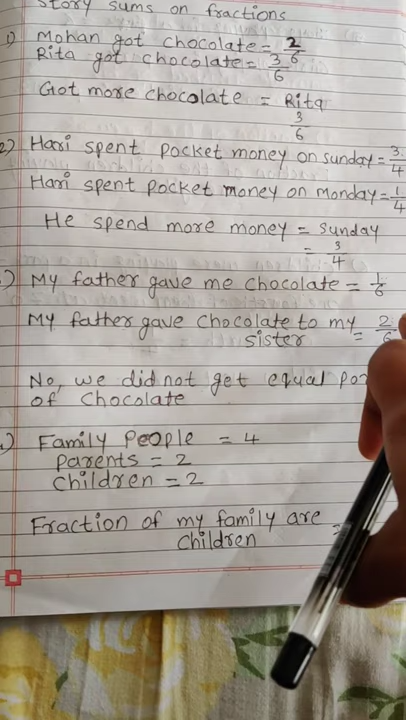 Story sums on fractions
1) Mohan got chocolate = 2/6
Rita got chocolate = 3/6
Got more chocolate = Rita
3/6
2) Hari spent pocket money on sunday = 3/4
Hari spent pocket money on Monday = 1/4
He spend more money = sunday
= 3/4
) My father gave me chocolate = 1/6
My father gave chocolate to my = 2/6
sister
No, we did not get equal
of chocolate
) Family People = 4
parents = 2
children = 2
Fraction of my family are =
children